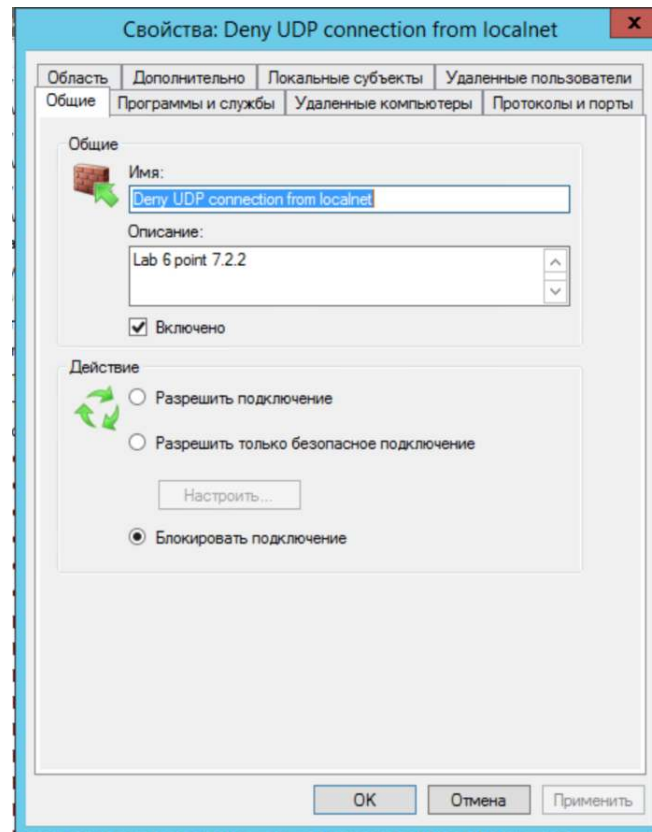 Свойства: Deny UDP connection from localnet
x
Область Дополнительно Локальные субъекты Удаленные пользователи
Общие Программы и службы Удаленные компьютеры Протоколы и порты
Общие
Имя:
Deny UDP connection from localnet
Описание:
Lab 6 point 7.2.2
Включено
Действие
Разрешить подключение
Разрешить только безопасное подключение
Настроить...
Блокировать подключение
OK Отмена Применить